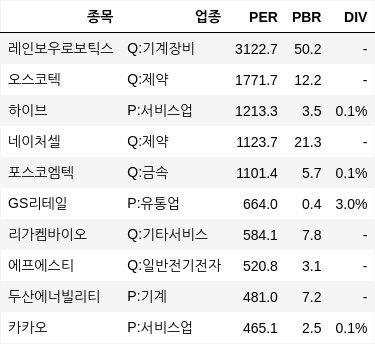 종목 업종 PER PBR DIV
레인보우로보틱스 Q:기계장비 3122.7 50.2 -
오스코텍 Q:제약 1771.7 12.2 -
하이브 P:서비스업 1213.3 3.5 0.1%
네이처셀 Q:제약 1123.7 21.3 -
포스코엠텍 Q:금속 1101.4 5.7 0.1%
GS리테일 P:유통업 664.0 0.4 3.0%
리가켐바이오 Q:기타서비스 584.1 7.8 -
에프에스티 Q:일반전기전자 520.8 3.1 -
두산에너빌리티 P:기계 481.0 7.2 -
카카오 P:서비스업 465.1 2.5 0.1%